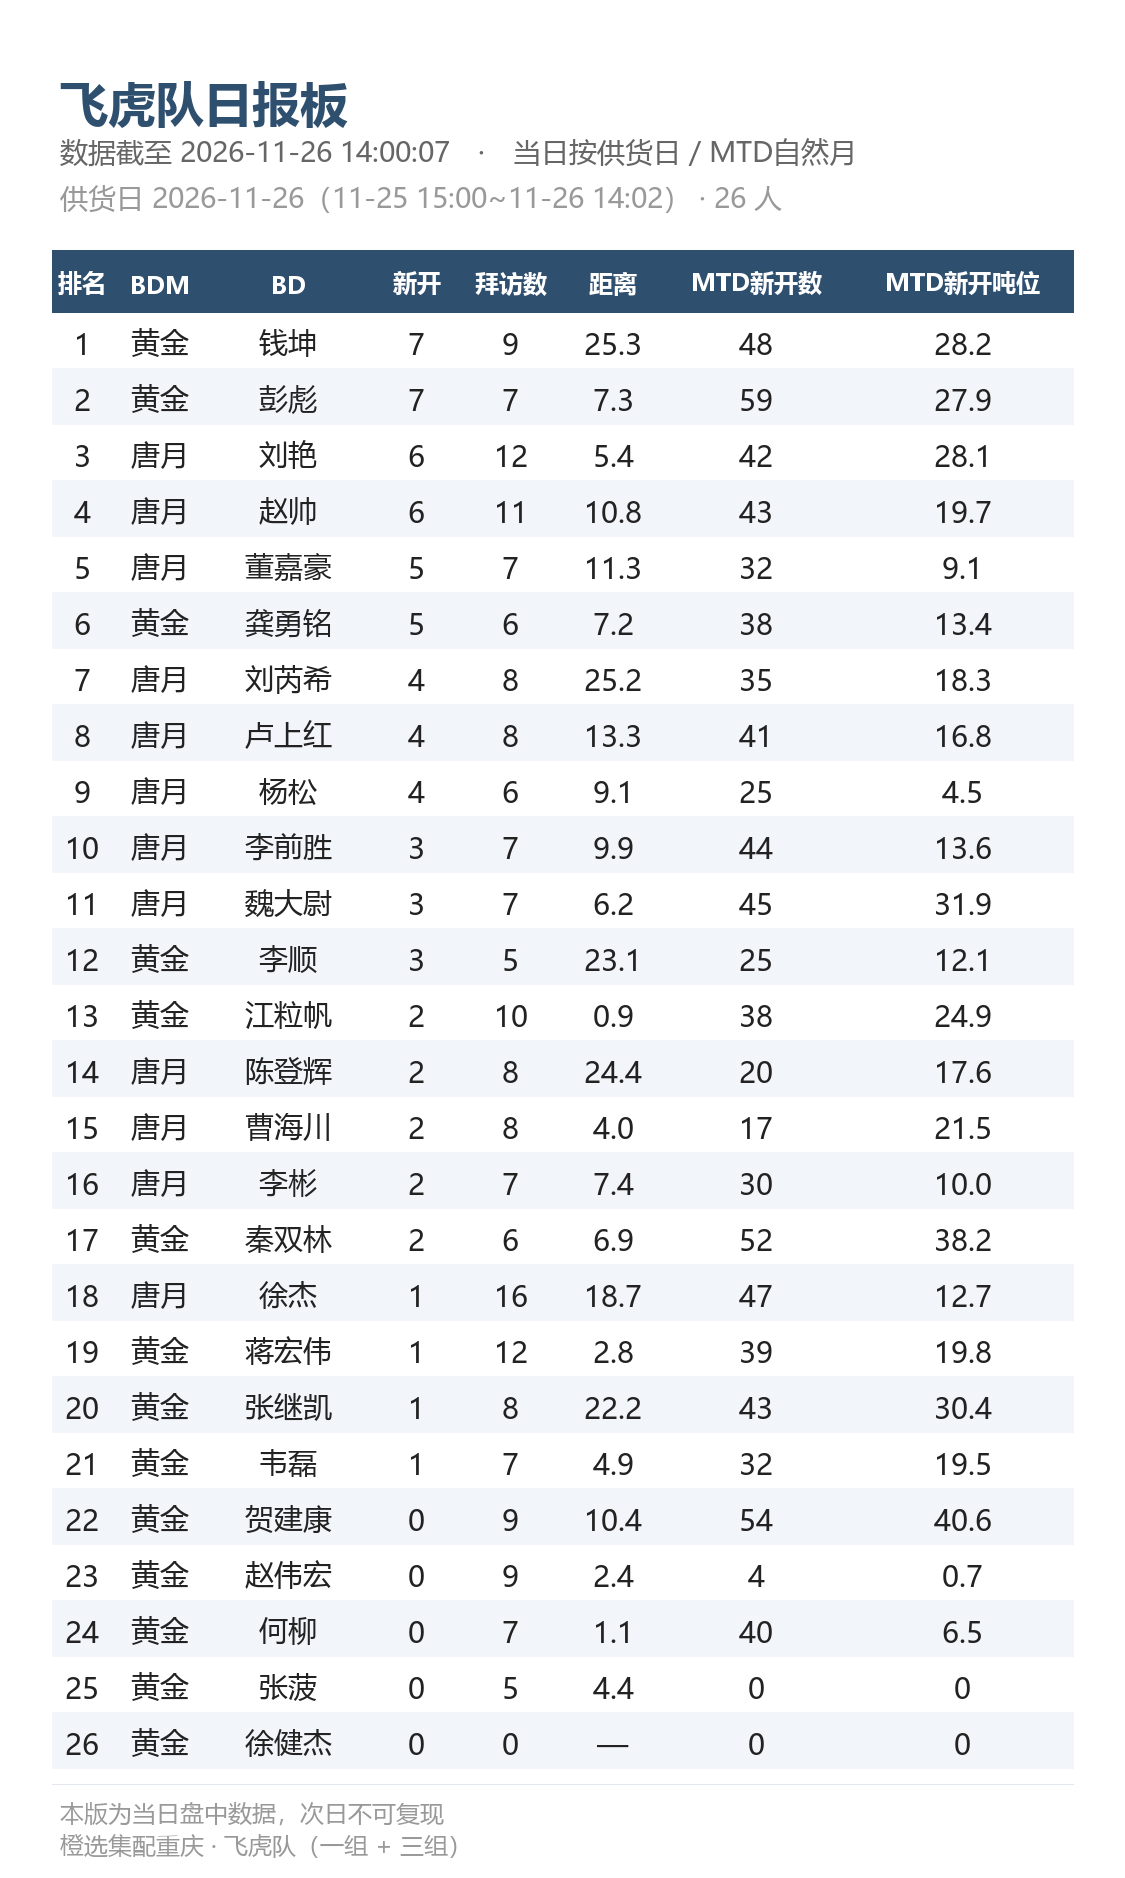 飞虎队日报板
数据截至 2026-11-26 14:00:07 · 当日按供货日 / MTD自然月
供货日 2026-11-26（11-25 15:00~11-26 14:02） · 26 人
排名 BDM BD 新开 拜访数 距离 MTD新开数 MTD新开吨位
1 黄金 钱坤 7 9 25.3 48 28.2
2 黄金 彭彪 7 7 7.3 59 27.9
3 唐月 刘艳 6 12 5.4 42 28.1
4 唐月 赵帅 6 11 10.8 43 19.7
5 唐月 董嘉豪 5 7 11.3 32 9.1
6 黄金 龚勇铭 5 6 7.2 38 13.4
7 唐月 刘芮希 4 8 25.2 35 18.3
8 唐月 卢上红 4 8 13.3 41 16.8
9 唐月 杨松 4 6 9.1 25 4.5
10 唐月 李前胜 3 7 9.9 44 13.6
11 唐月 魏大尉 3 7 6.2 45 31.9
12 黄金 李顺 3 5 23.1 25 12.1
13 黄金 江粒帆 2 10 0.9 38 24.9
14 唐月 陈登辉 2 8 24.4 20 17.6
15 唐月 曹海川 2 8 4.0 17 21.5
16 唐月 李彬 2 7 7.4 30 10.0
17 黄金 秦双林 2 6 6.9 52 38.2
18 唐月 徐杰 1 16 18.7 47 12.7
19 黄金 蒋宏伟 1 12 2.8 39 19.8
20 黄金 张继凯 1 8 22.2 43 30.4
21 黄金 韦磊 1 7 4.9 32 19.5
22 黄金 贺建康 0 9 10.4 54 40.6
23 黄金 赵伟宏 0 9 2.4 4 0.7
24 黄金 何柳 0 7 1.1 40 6.5
25 黄金 张菠 0 5 4.4 0 0
26 黄金 徐健杰 0 0 — 0 0
本版为当日盘中数据，次日不可复现
橙选集配重庆 · 飞虎队（一组 + 三组）